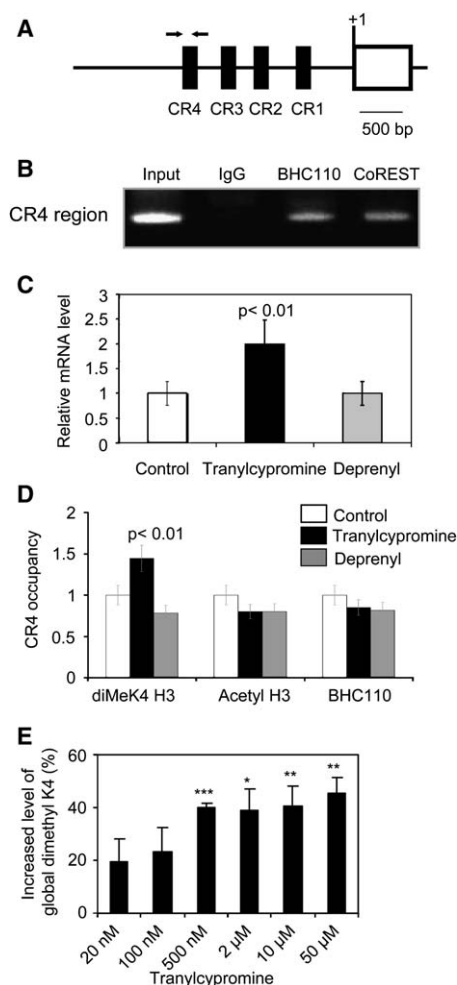 A
+1
CR4 CR3 CR2 CR1
500 bp
B
Input IgG BHC110 CoREST
CR4 region
C
Relative mRNA level
3
2.5
2
1.5
1
0.5
0
p< 0.01
Control Tranylcypromine Deprenyl
D
CR4 occupancy
2
1.5
1
0.5
0
p< 0.01
Control
Tranylcypromine
Deprenyl
diMeK4 H3 Acetyl H3 BHC110
E
Increased level of
global dimethyl K4 (%)
60
40
20
0
*** * ** **
20 nM 100 nM 500 nM 2 µM 10 µM 50 µM
Tranylcypromine